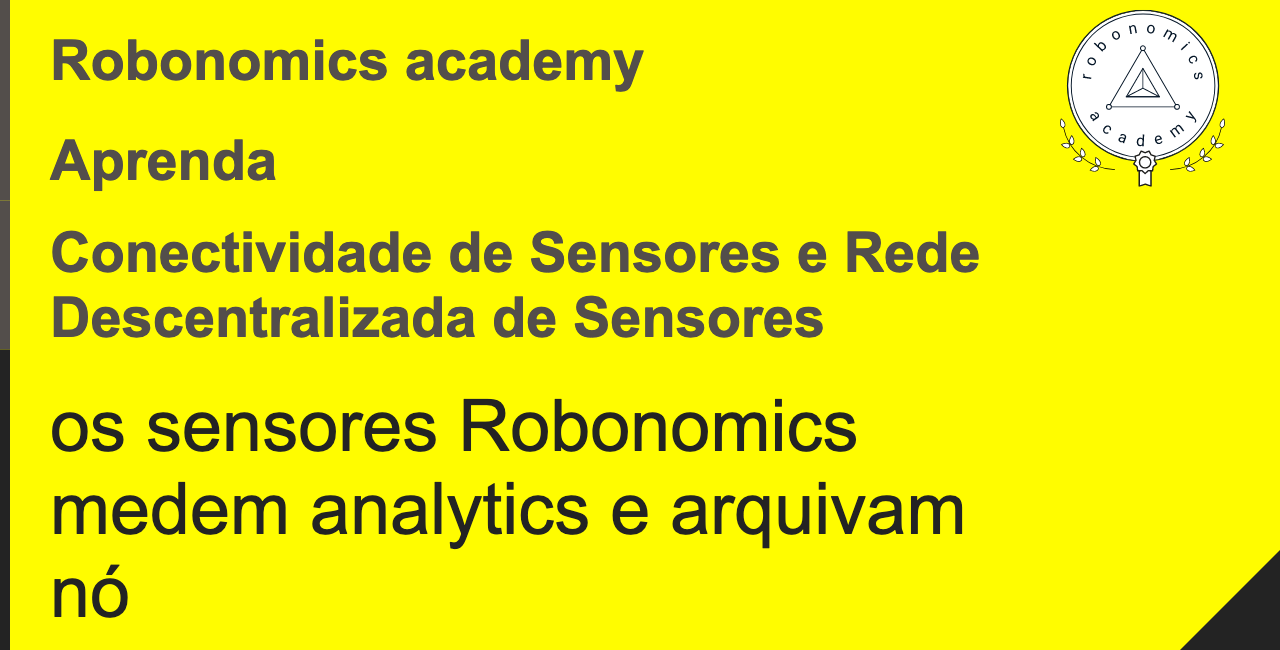 Robonomics academy
Aprenda
Conectividade de Sensores e Rede
Descentralizada de Sensores
os sensores Robonomics
medem analytics e arquivam
nó
robonomics
academy